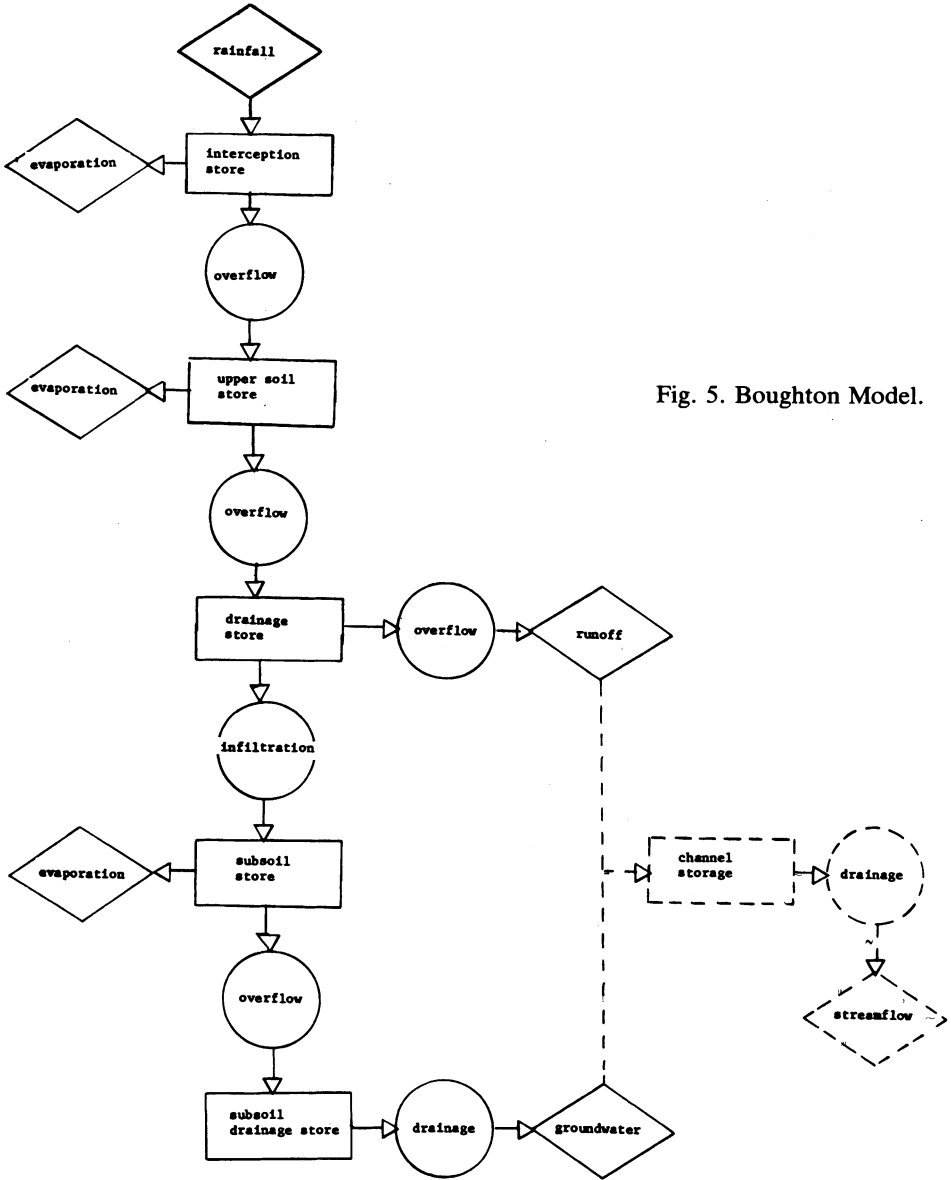 rainfall
evaporation
interception
store
overflow
evaporation
upper soil
store
Fig. 5. Boughton Model.
overflow
drainage
store
overflow
runoff
infiltration
evaporation
subsoil
store
channel
storage
drainage
overflow
streamflow
subsoil
drainage store
drainage
groundwater